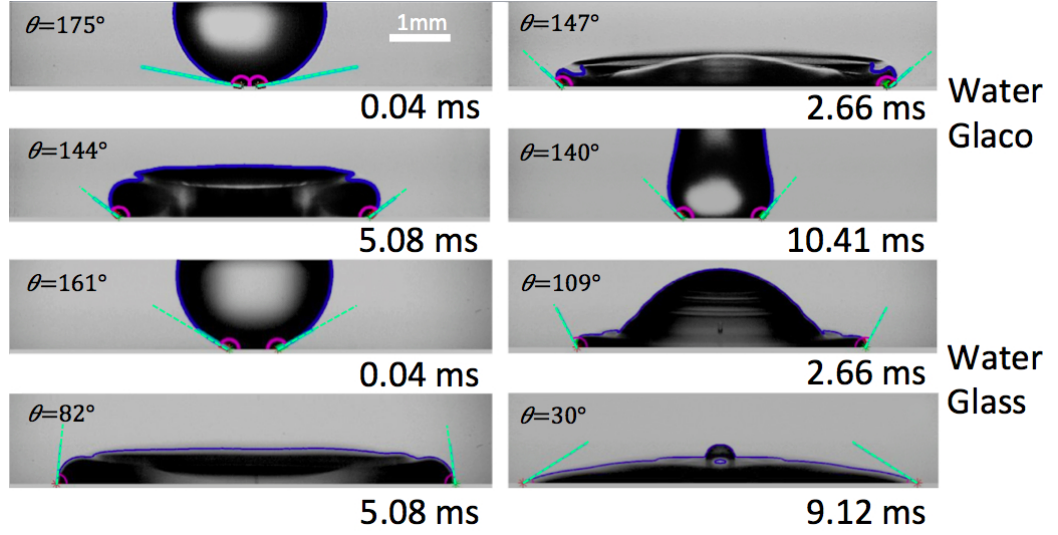 θ=175°
1mm
0.04 ms
θ=147°
2.66 ms
Water
Glaco
θ=144°
5.08 ms
θ=140°
10.41 ms
θ=161°
0.04 ms
θ=109°
2.66 ms
Water
Glass
θ=82°
5.08 ms
θ=30°
9.12 ms